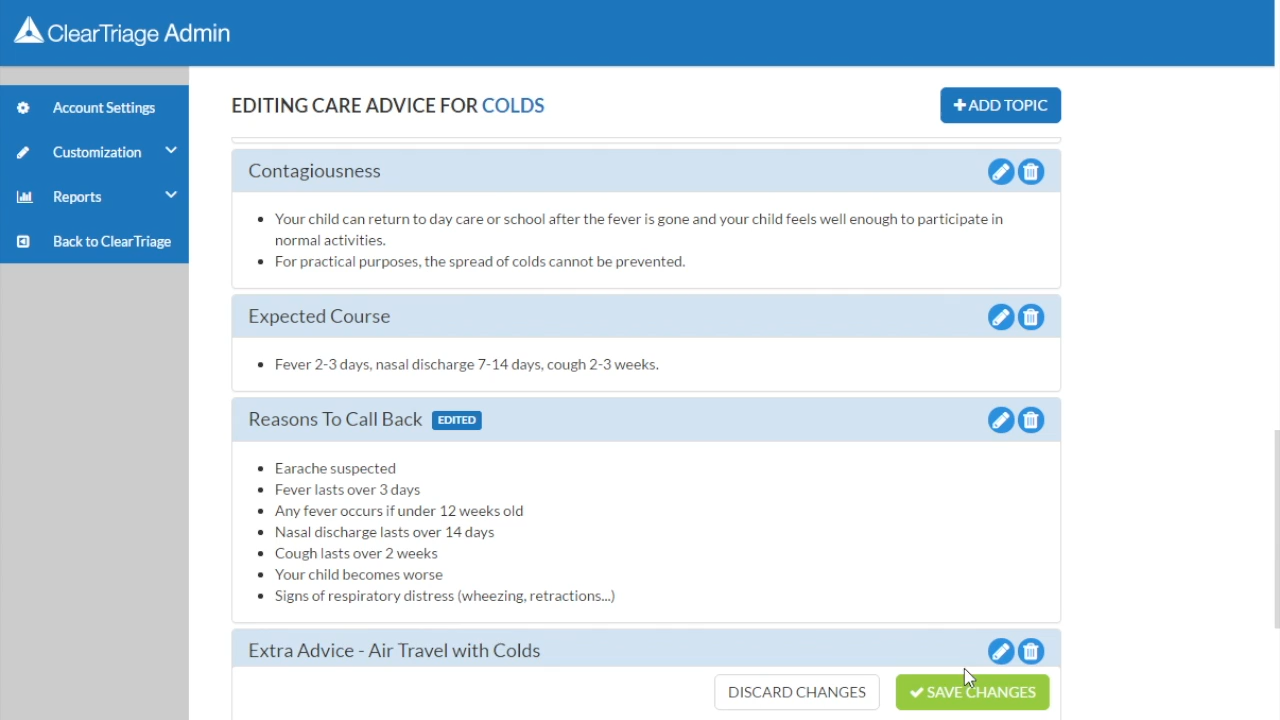 ClearTriage Admin
Account Settings
Customization
Reports
Back to ClearTriage
EDITING CARE ADVICE FOR COLDS
ADD TOPIC
Contagiousness
Your child can return to day care or school after the fever is gone and your child feels well enough to participate in
normal activities.
For practical purposes, the spread of colds cannot be prevented.
Expected Course
Fever 2-3 days, nasal discharge 7-14 days, cough 2-3 weeks.
Reasons To Call Back EDITED
Earache suspected
Fever lasts over 3 days
Any fever occurs if under 12 weeks old
Nasal discharge lasts over 14 days
Cough lasts over 2 weeks
Your child becomes worse
Signs of respiratory distress (wheezing, retractions...)
Extra Advice - Air Travel with Colds
DISCARD CHANGES
SAVE CHANGES